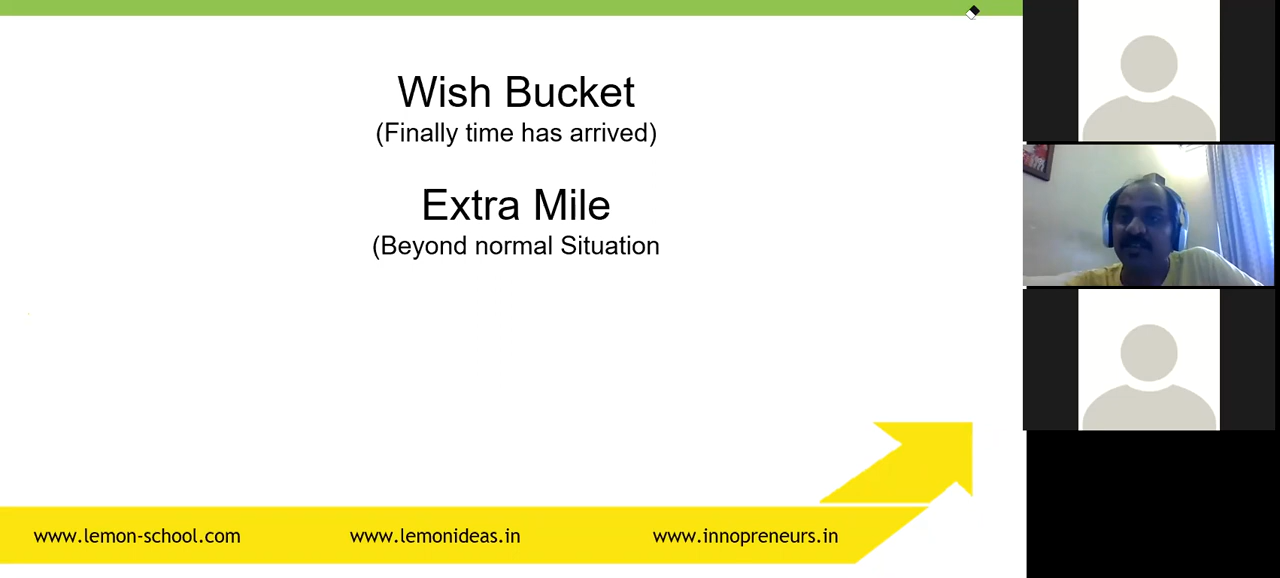 Wish Bucket
(Finally time has arrived)
Extra Mile
(Beyond normal Situation
www.lemon-school.com
www.lemonideas.in
www.innopreneurs.in